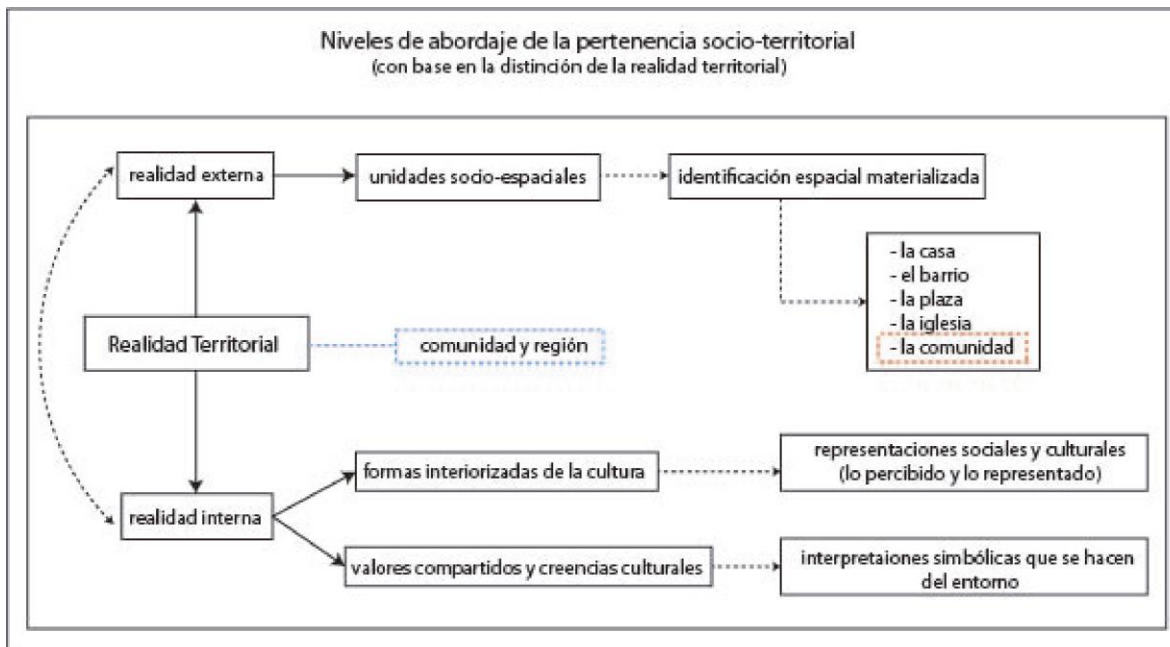 Niveles de abordaje de la pertenencia socio-territorial
(con base en la distinción de la realidad territorial)
realidad externa
unidades socio-espaciales
identificación espacial materializada
- la casa
- el barrio
- la plaza
- la iglesia
- la comunidad
Realidad Territorial
comunidad y región
formas interiorizadas de la cultura
representaciones sociales y culturales
(lo percibido y lo representado)
realidad interna
valores compartidos y creencias culturales
interpretaiones simbólicas que se hacen
del entorno